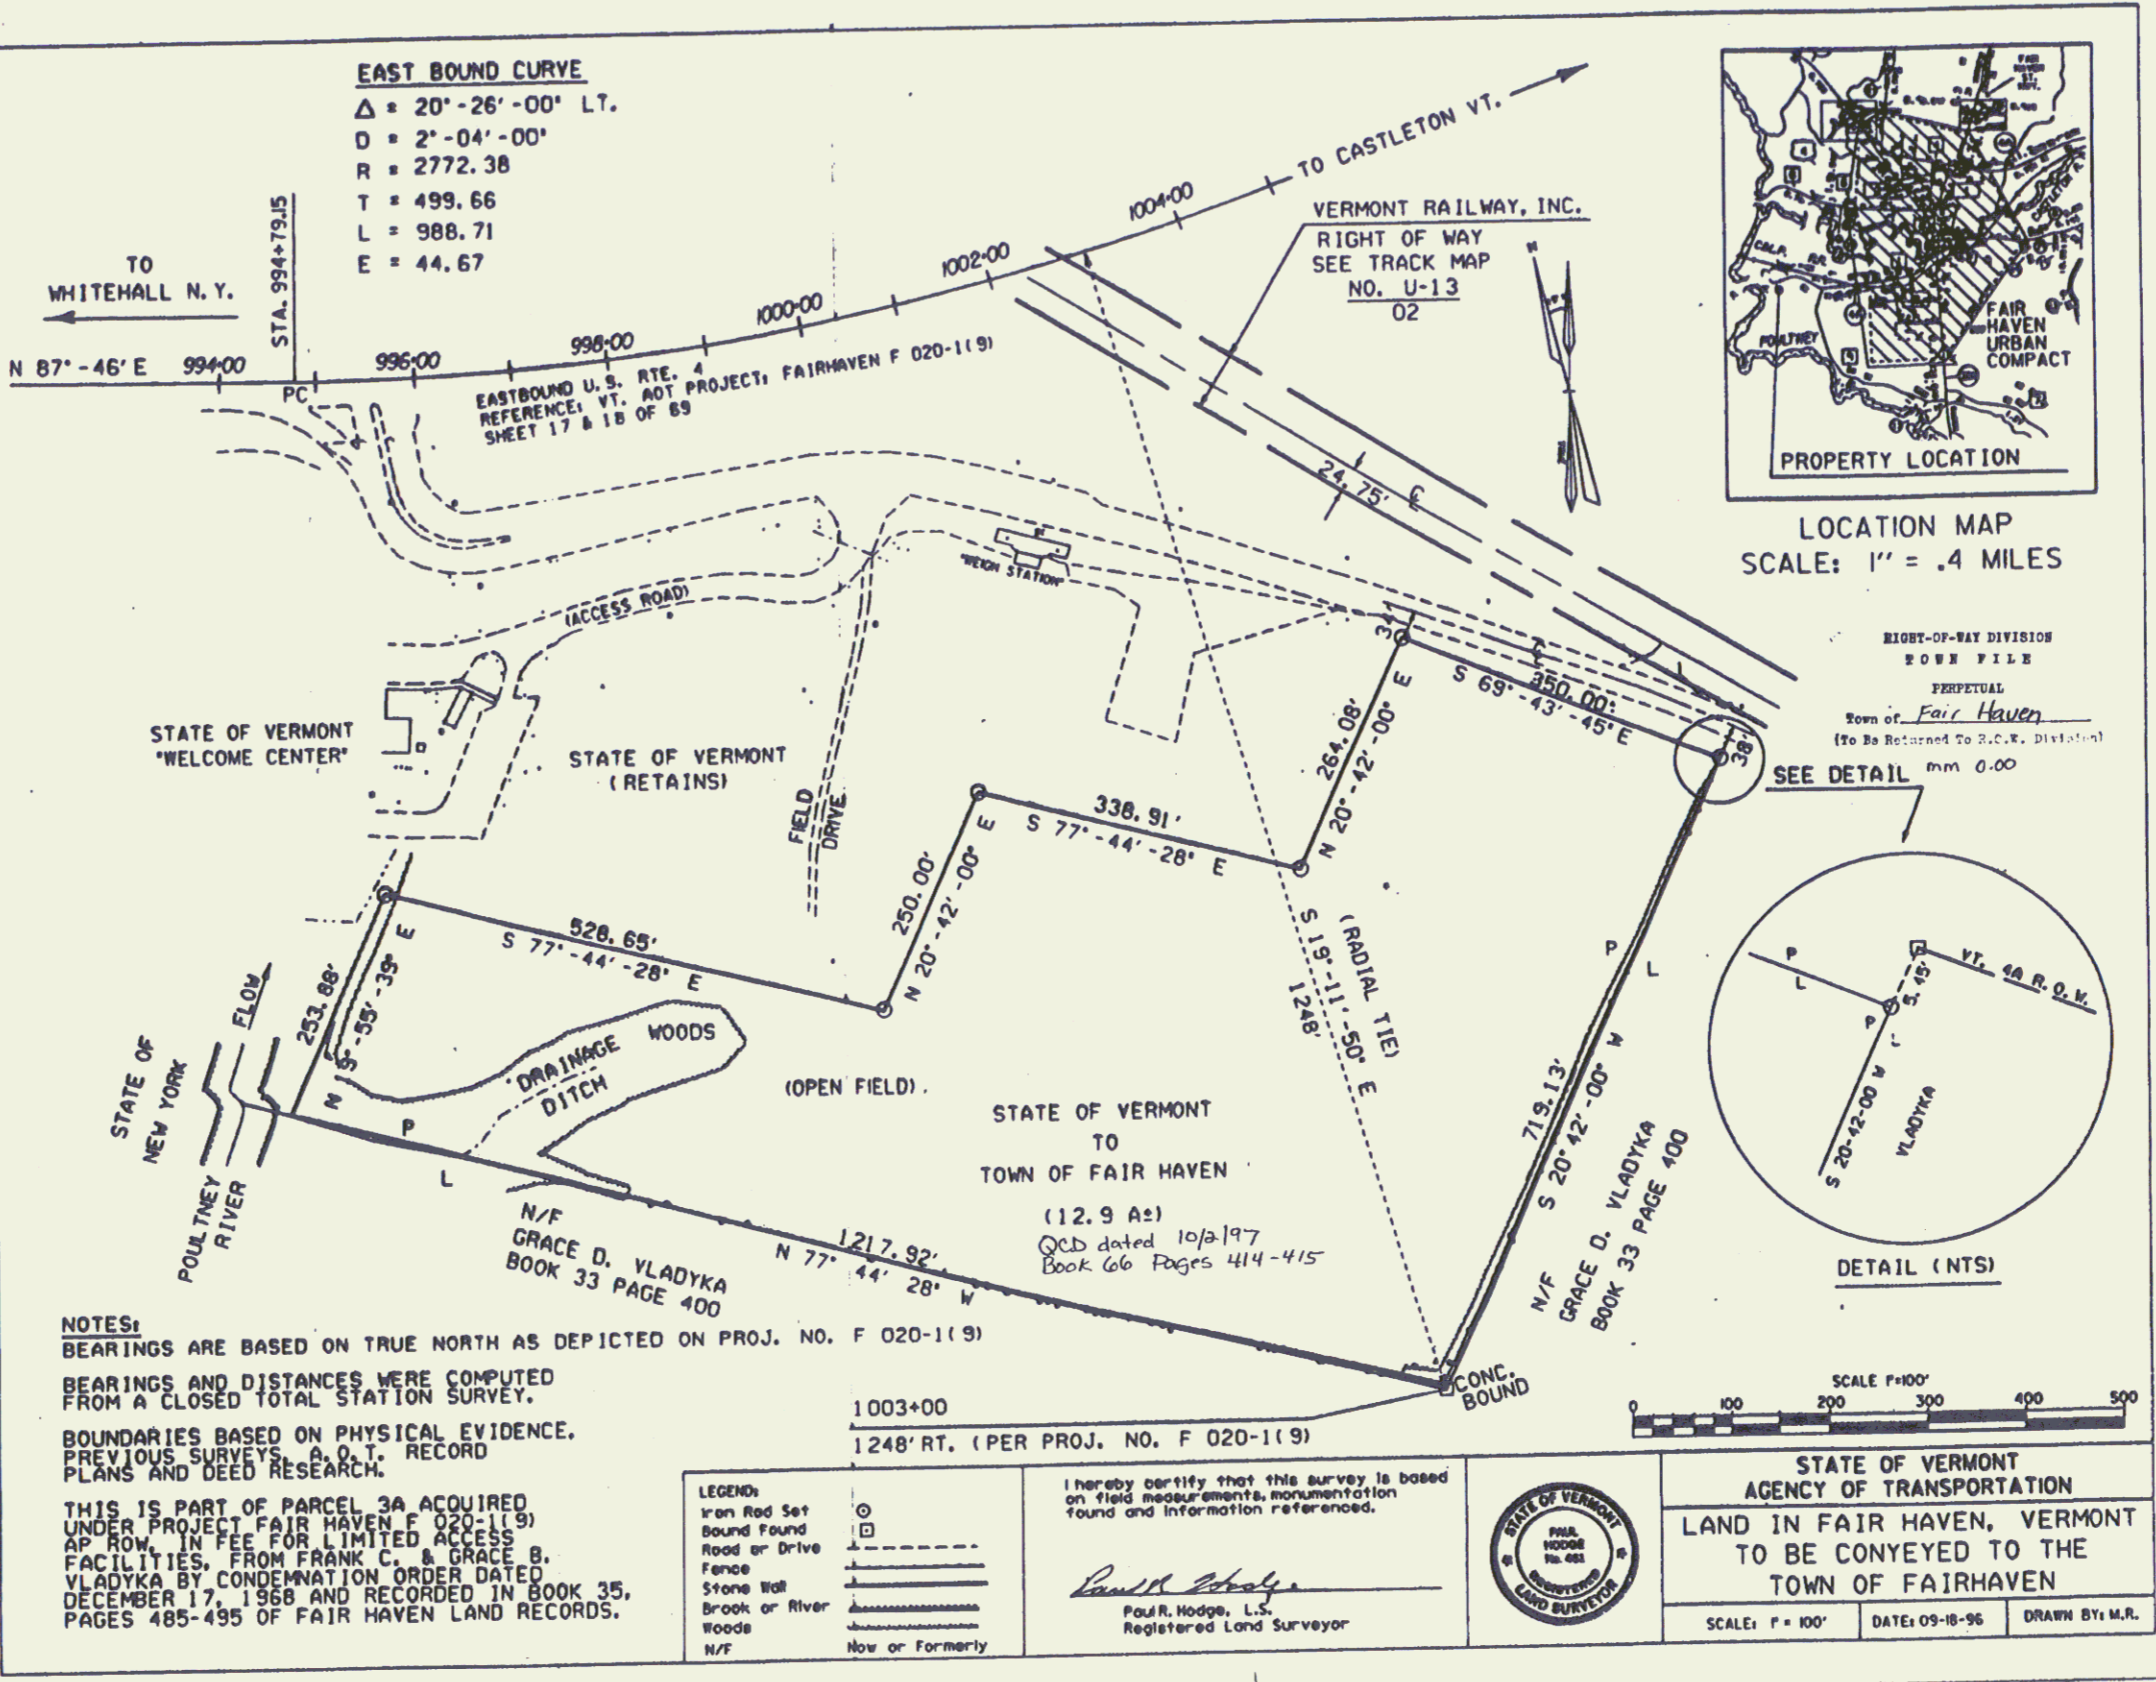 EAST BOUND CURVE
Δ = 20°-26'-00" LT.
D = 2°-04'-00"
R = 2772.38
T = 499.66
L = 988.71
E = 44.67
TO
WHITEHALL N.Y.
STA. 994+79.15
N 87°-46' E
994+00
PC
996+00
998+00
1000+00
1002+00
1004+00
TO CASTLETON VT.
EASTBOUND U.S. RTE. 4
REFERENCE: VT. AOT PROJECT: FAIRHAVEN F 020-1(9)
SHEET 17 & 18 OF 69
VERMONT RAILWAY, INC.
RIGHT OF WAY
SEE TRACK MAP
NO. U-13
02
N
24.75'
℄
FAIR
HAVEN
URBAN
COMPACT
POULTNEY
PROPERTY LOCATION
LOCATION MAP
SCALE: 1" = .4 MILES
RIGHT-OF-WAY DIVISION
TOWN FILE
PERPETUAL
Town of Fair Haven
(To Be Returned To R.O.W. Division)
mm 0.00
SEE DETAIL
"WEIGH STATION"
(ACCESS ROAD)
STATE OF VERMONT
"WELCOME CENTER"
STATE OF VERMONT
(RETAINS)
FIELD
DRIVE
34'
℄
350.00'
S 69°-43'-45" E
38'
264.08'
N 20°-42'-00" E
338.91'
S 77°-44'-28" E
250.00'
N 20°-42'-00" E
528.65'
S 77°-44'-28" E
253.88'
N 19°-55'-39" E
FLOW
STATE OF
NEW YORK
POULTNEY
RIVER
DRAINAGE
DITCH
WOODS
(OPEN FIELD)
P
L
(RADIAL TIE)
S 19°-11'-50" E
1248'
P
L
719.13'
S 20°42'-00" W
N/F
GRACE D. VLADYKA
BOOK 33 PAGE 400
STATE OF VERMONT
TO
TOWN OF FAIR HAVEN
(12.9 A±)
QCD dated 10/2/97
Book 66 Pages 414-415
N/F
GRACE D. VLADYKA
BOOK 33 PAGE 400
1217.92'
N 77° 44' 28" W
CONC.
BOUND
1003+00
1248' RT. (PER PROJ. NO. F 020-1(9)
P
L
5.45'
VT. 4A R.O.W.
P
L
S 20-42-00 W
VLADYKA
DETAIL (NTS)
NOTES:
BEARINGS ARE BASED ON TRUE NORTH AS DEPICTED ON PROJ. NO. F 020-1(9)
BEARINGS AND DISTANCES WERE COMPUTED
FROM A CLOSED TOTAL STATION SURVEY.
BOUNDARIES BASED ON PHYSICAL EVIDENCE.
PREVIOUS SURVEYS, A.O.T. RECORD
PLANS AND DEED RESEARCH.
THIS IS PART OF PARCEL 3A ACQUIRED
UNDER PROJECT FAIR HAVEN F 020-1(9)
AP ROW, IN FEE FOR LIMITED ACCESS
FACILITIES, FROM FRANK C. & GRACE B.
VLADYKA BY CONDEMNATION ORDER DATED
DECEMBER 17, 1968 AND RECORDED IN BOOK 35,
PAGES 485-495 OF FAIR HAVEN LAND RECORDS.
LEGEND:
Iron Rod Set
Bound Found
Road or Drive
Fence
Stone Wall
Brook or River
Woods
N/F Now or Formerly
I hereby certify that this survey is based
on field measurements, monumentation
found and information referenced.
Paul R. Hodge
Paul R. Hodge, L.S.
Registered Land Surveyor
STATE OF VERMONT
PAUL
HODGE
No. 461
REGISTERED
LAND SURVEYOR
SCALE 1"=100'
0 100 200 300 400 500
STATE OF VERMONT
AGENCY OF TRANSPORTATION
LAND IN FAIR HAVEN, VERMONT
TO BE CONYEYED TO THE
TOWN OF FAIRHAVEN
SCALE: 1" = 100'
DATE: 09-18-96
DRAWN BY: M.R.